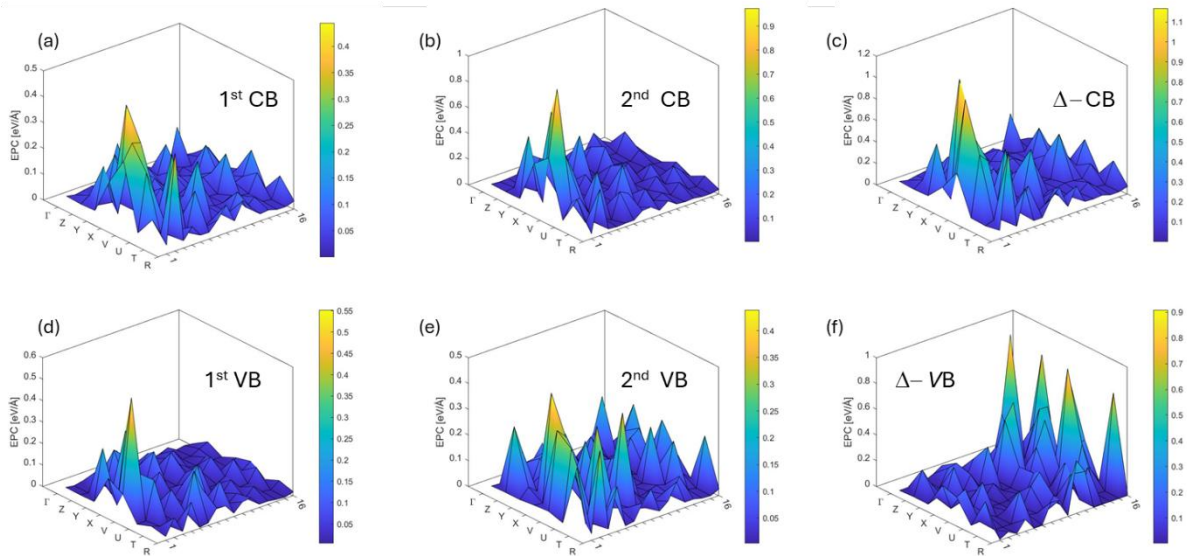 (a)
1st CB
EPC [eV/Å]
0.5
0.4
0.3
0.2
0.1
0
Γ
Z
Y
X
V
U
T
R
1
16
0.4
0.35
0.3
0.25
0.2
0.15
0.1
0.05
(b)
2nd CB
EPC [eV/Å]
1
0.8
0.6
0.4
0.2
0
Γ
Z
Y
X
V
U
T
R
1
16
0.9
0.8
0.7
0.6
0.5
0.4
0.3
0.2
0.1
(c)
Δ–CB
EPC [eV/Å]
1.2
1
0.8
0.6
0.4
0.2
0
Γ
Z
Y
X
V
U
T
R
1
16
1.1
1
0.9
0.8
0.7
0.6
0.5
0.4
0.3
0.2
0.1
(d)
1st VB
EPC [eV/Å]
0.6
0.5
0.4
0.3
0.2
0.1
0
Γ
Z
Y
X
V
U
T
R
1
16
0.55
0.5
0.45
0.4
0.35
0.3
0.25
0.2
0.15
0.1
0.05
(e)
2nd VB
EPC [eV/Å]
0.5
0.4
0.3
0.2
0.1
0
Γ
Z
Y
X
V
U
T
R
1
16
0.4
0.35
0.3
0.25
0.2
0.15
0.1
0.05
(f)
Δ– VB
EPC [eV/Å]
1
0.8
0.6
0.4
0.2
0
Γ
Z
Y
X
V
U
T
R
1
16
0.9
0.8
0.7
0.6
0.5
0.4
0.3
0.2
0.1